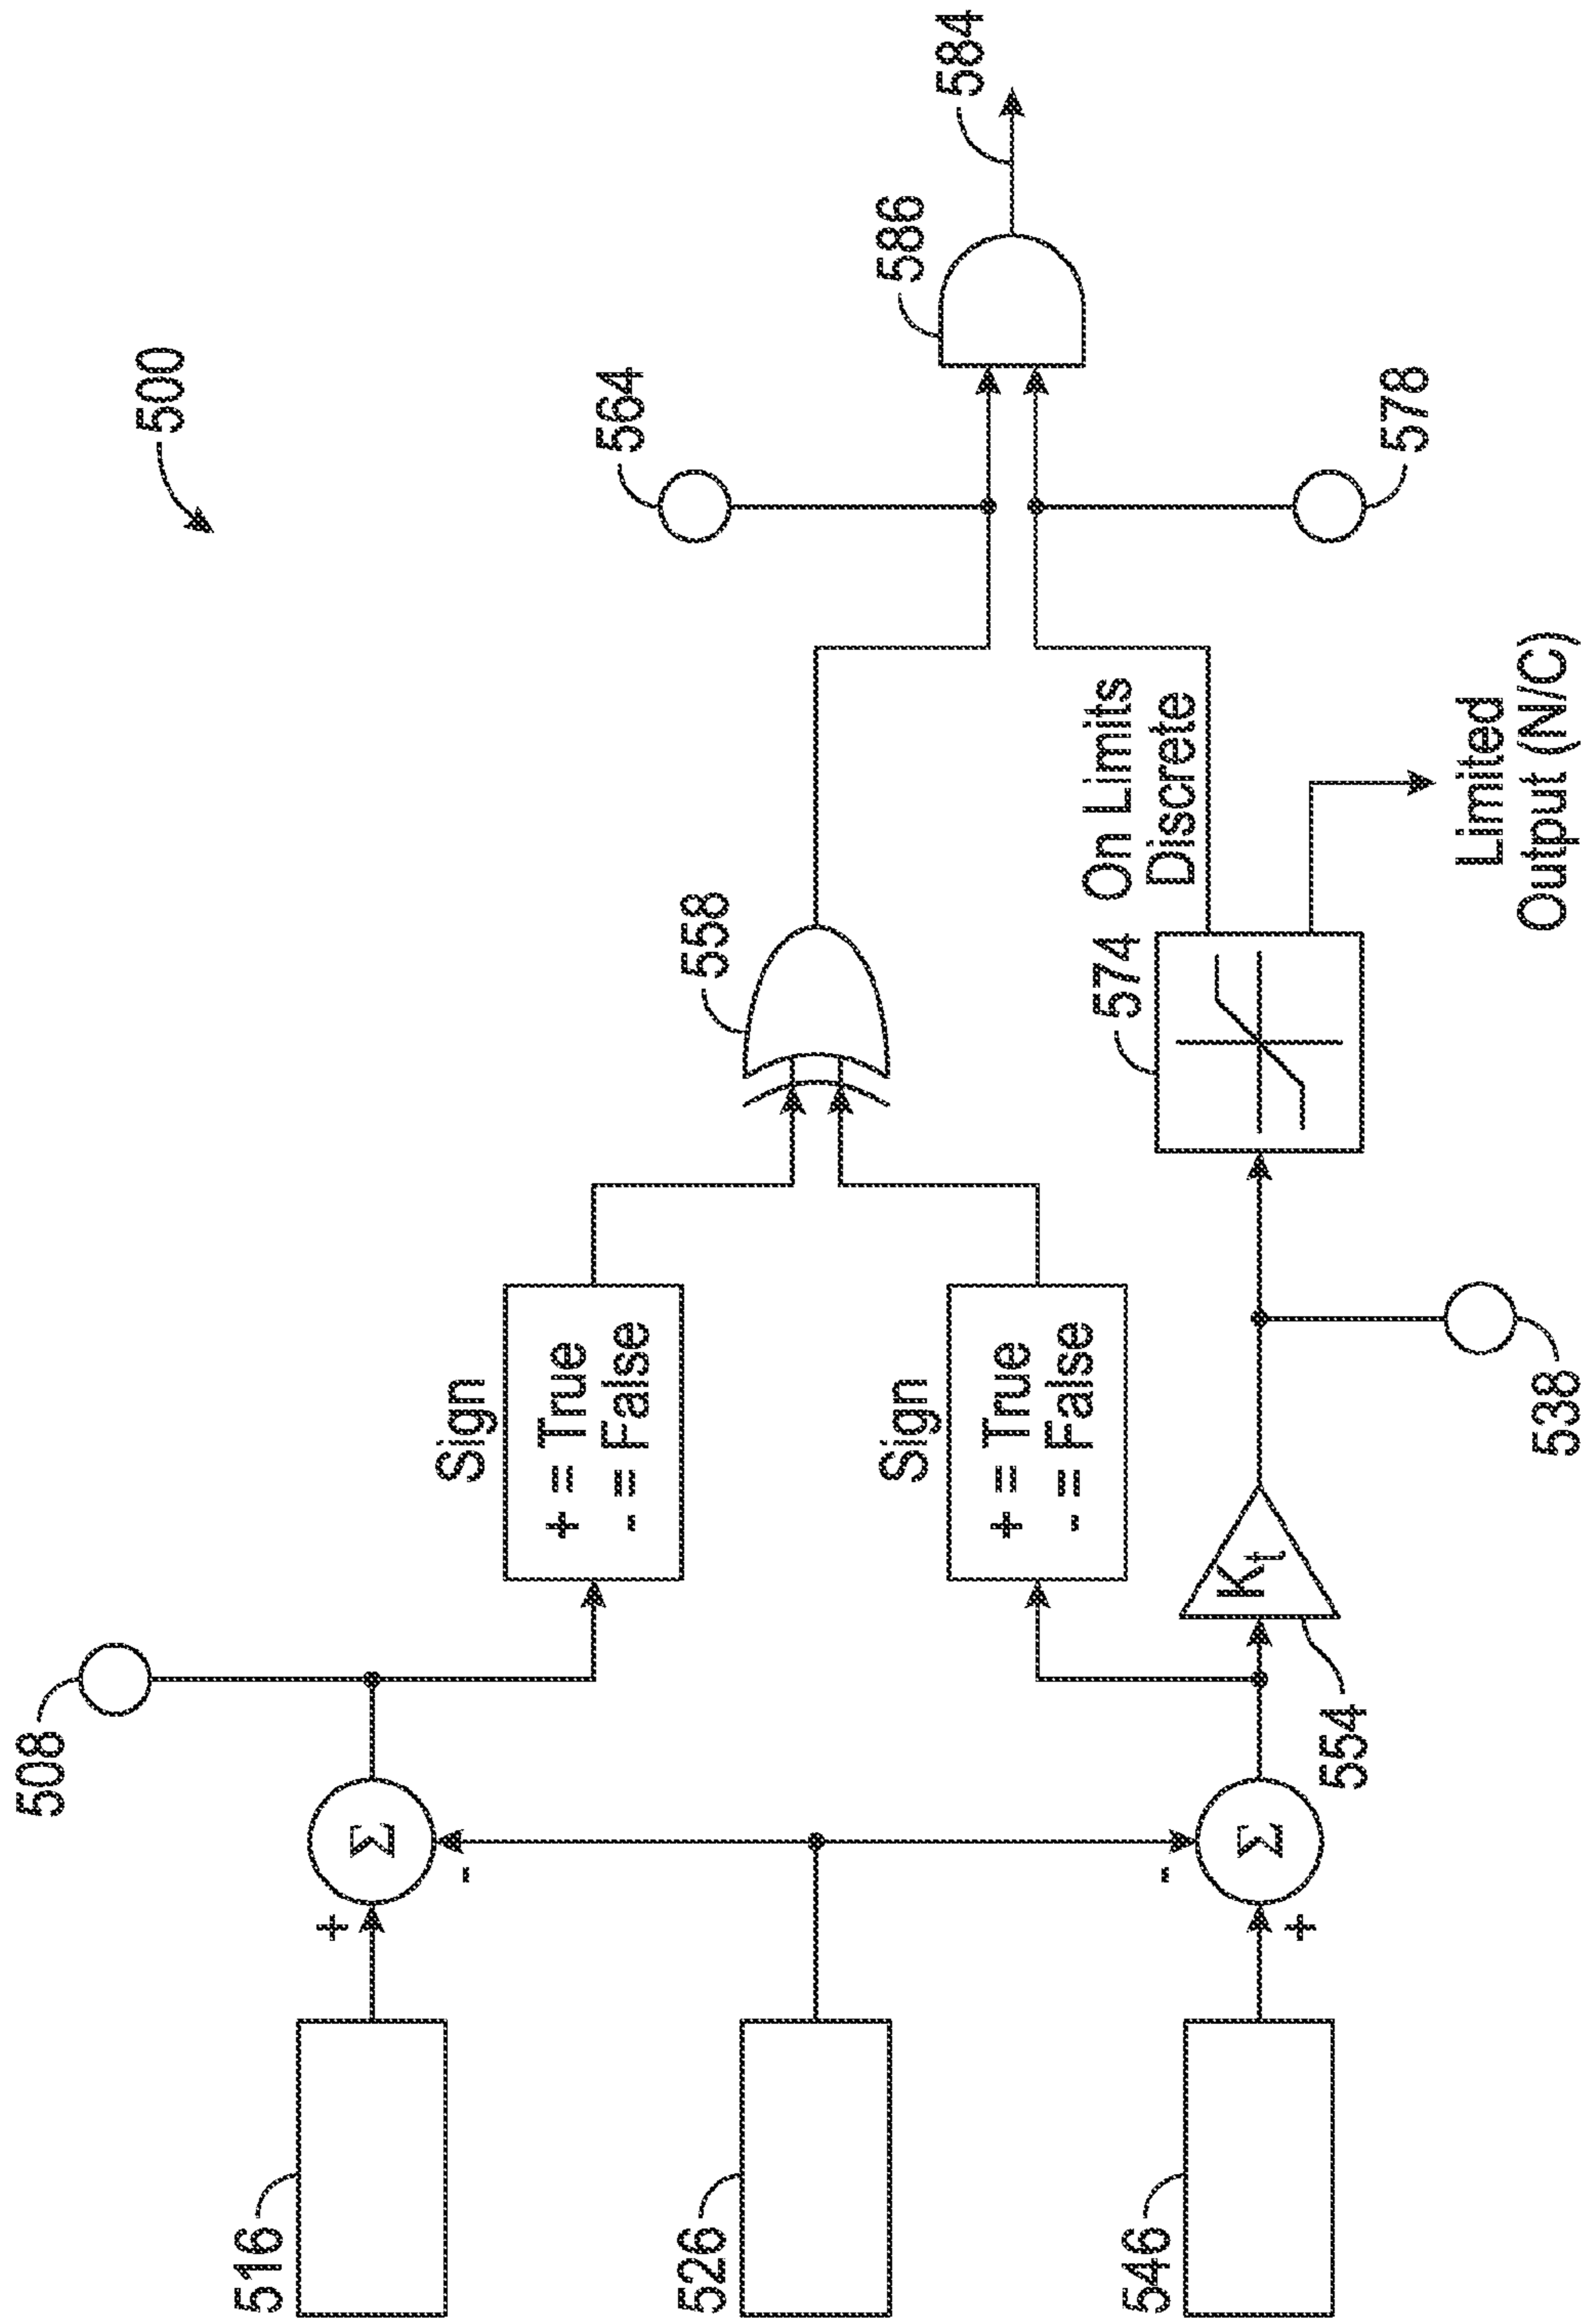 500
508
516
526
546
+
-
Σ
-
+
Σ
Sign
+ = True
- = False
Sign
+ = True
- = False
Kt
554
538
558
574
On Limits
Discrete
Limited
Output (N/C)
564
578
586
584